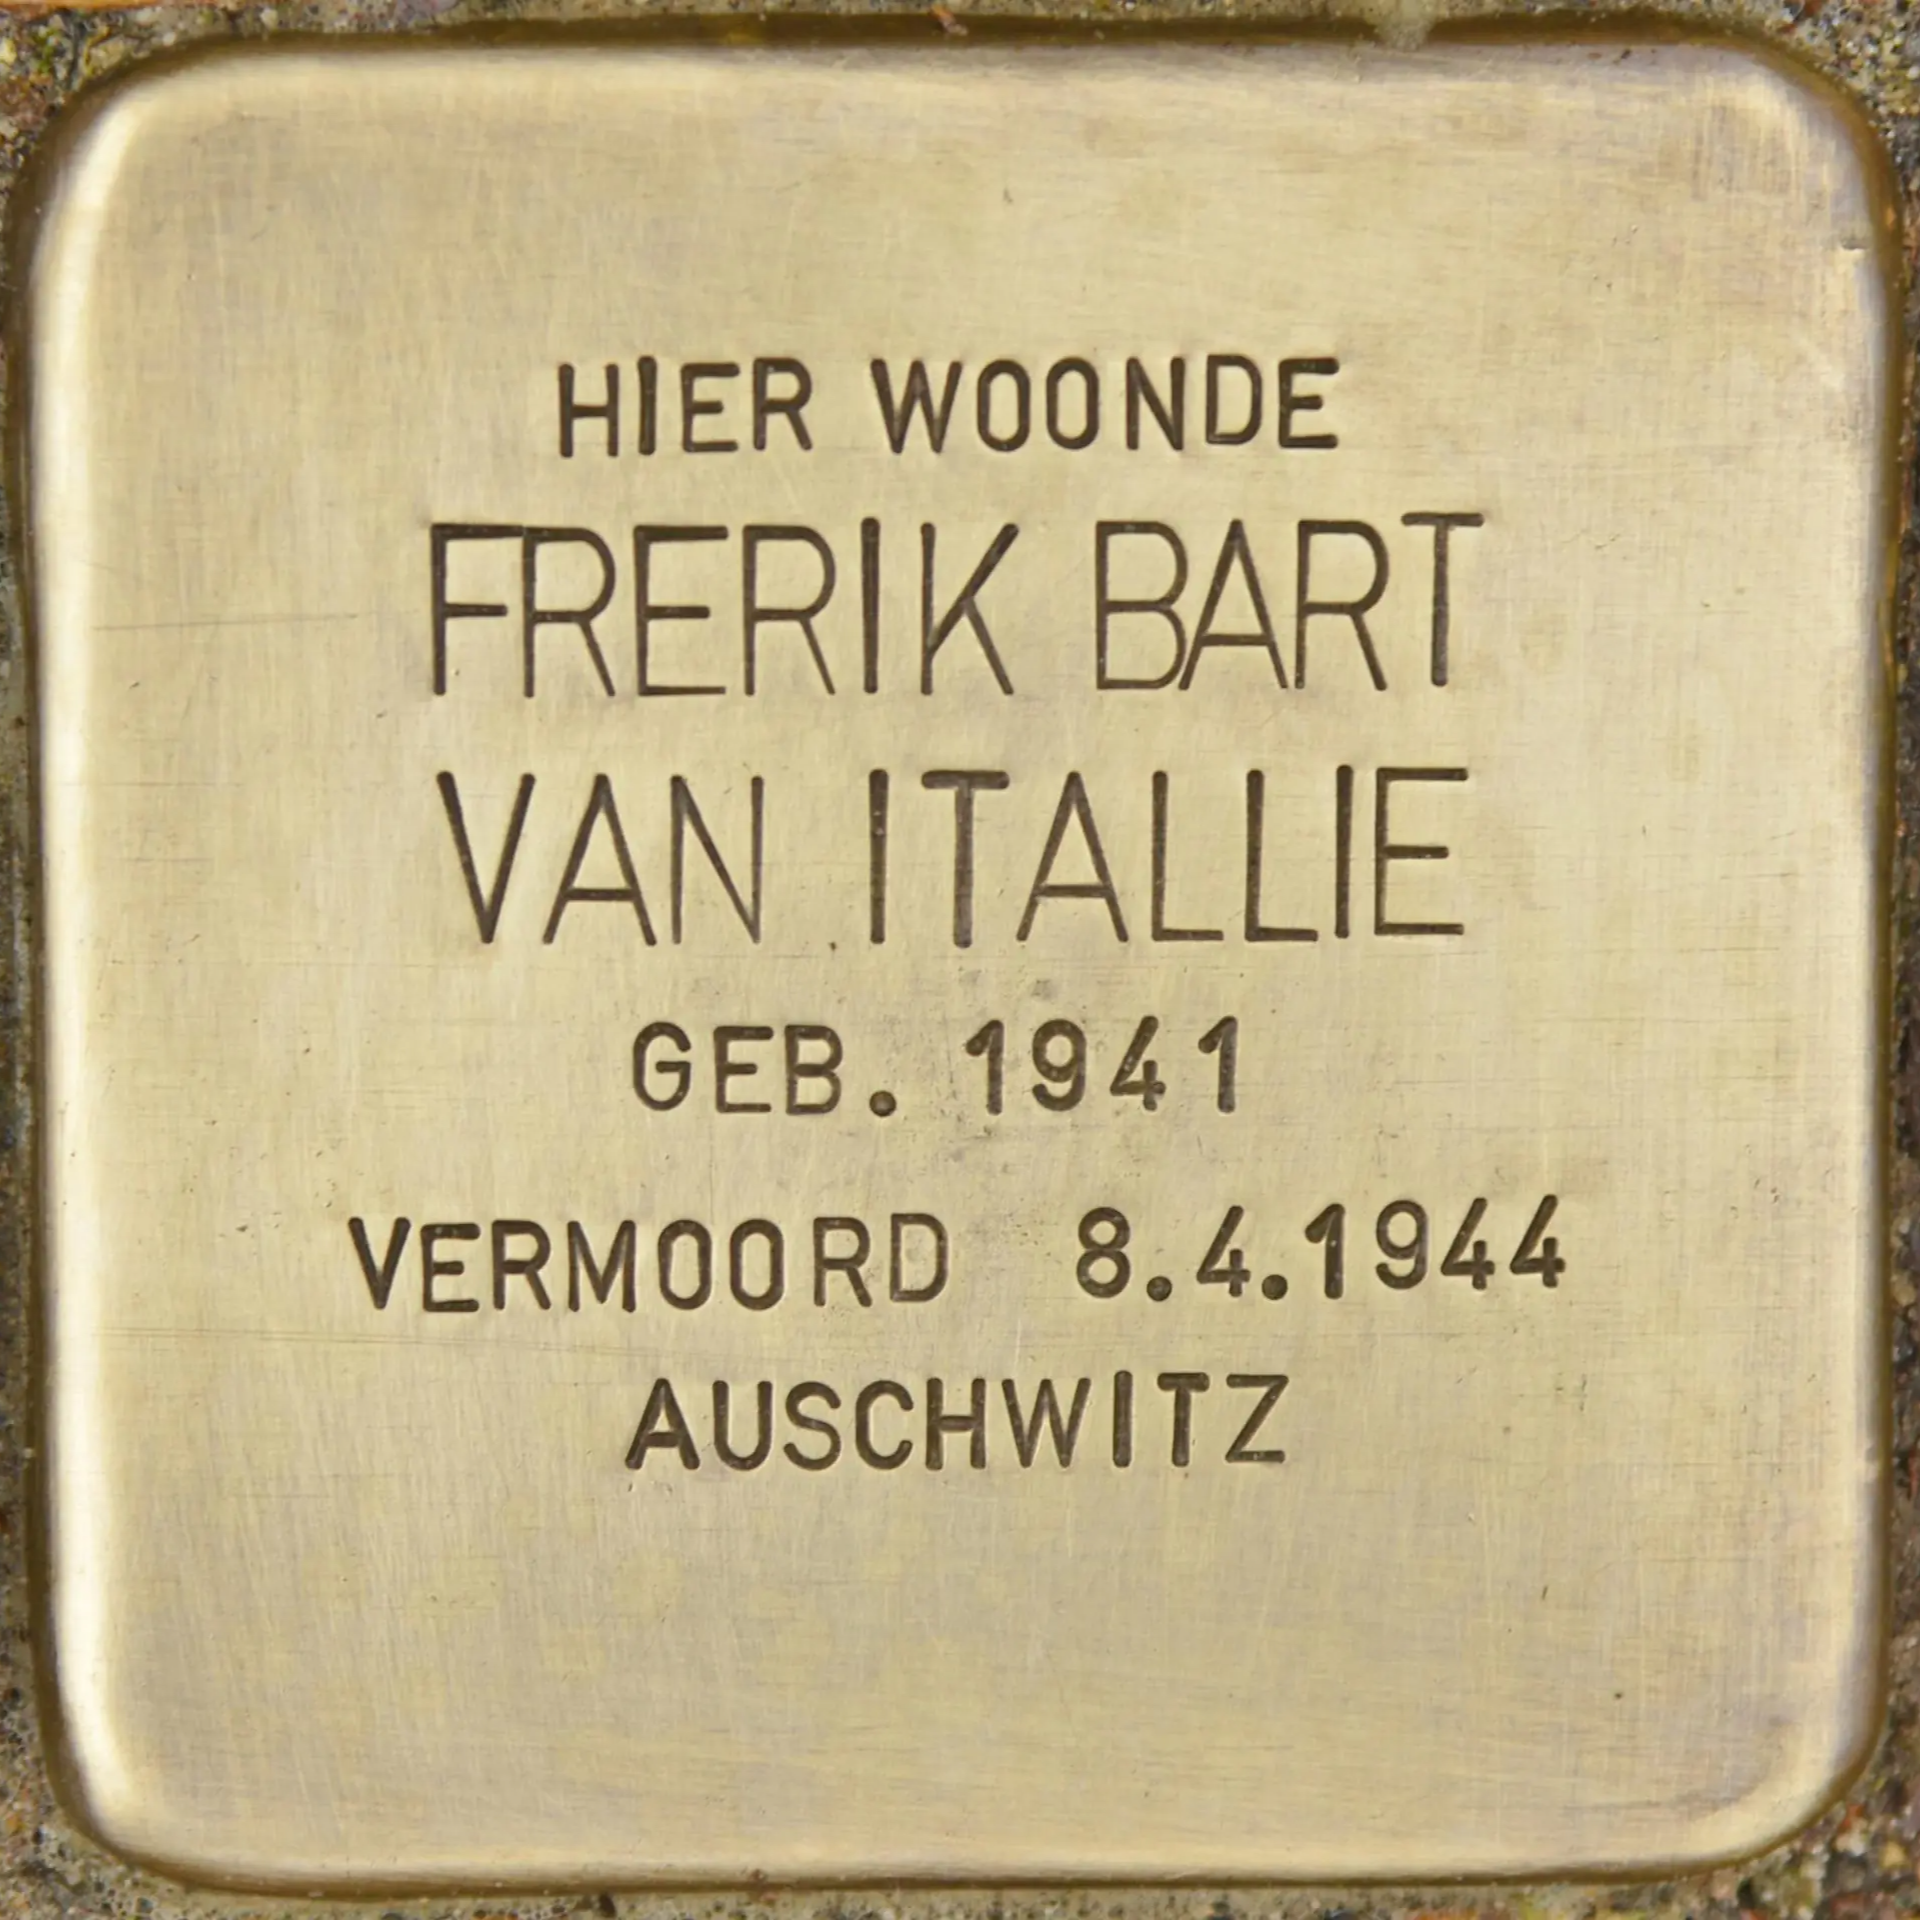 HIER WOONDE
FRERIK BART
VAN ITALLIE
GEB. 1941
VERMOORD 8.4.1944
AUSCHWITZ